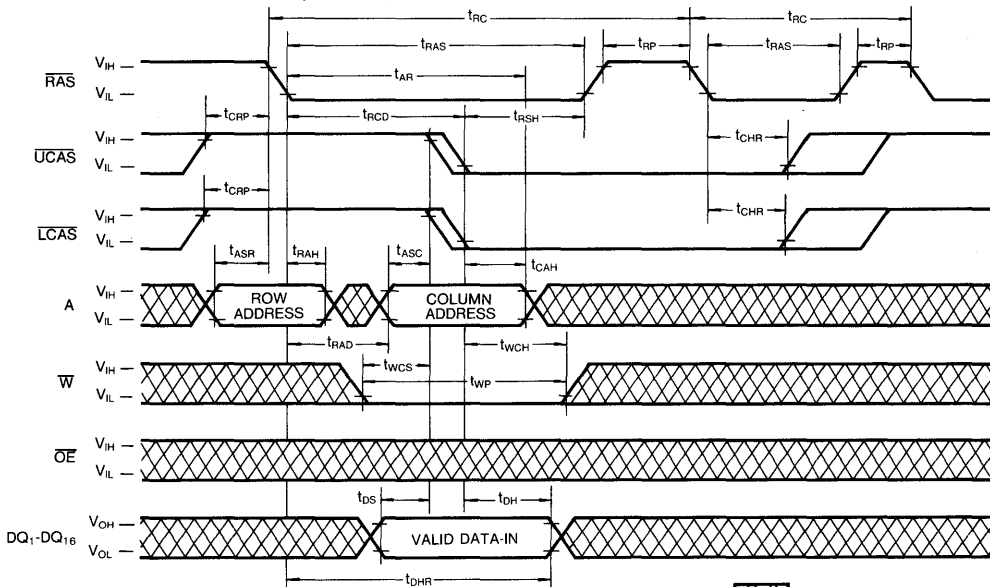 tRC tRC
tRAS tRP tRAS tRP
tAR
RAS VIH
VIL
tCRP tRCD tRSH
UCAS VIH
VIL tCHR
tCRP
LCAS VIH
VIL tCHR
tASR tRAH tASC tCAH
A VIH
VIL
ROW ADDRESS
COLUMN ADDRESS
tRAD tWCS tWCH
tWP
W VIH
VIL
OE VIH
VIL
tDS tDH
DQ1-DQ16 VOH
VOL
VALID DATA-IN
tDHR